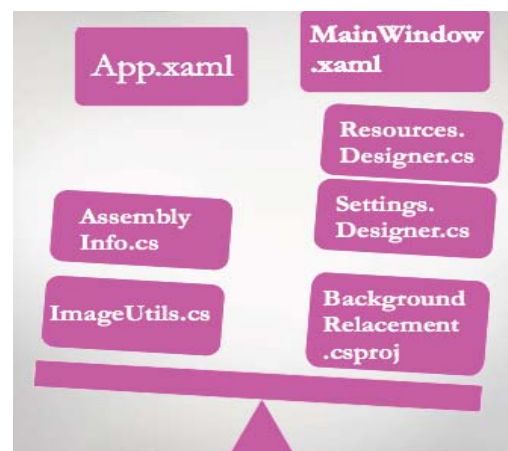 App.xaml
MainWindow
.xaml
Resources.
Designer.cs
Assembly
Info.cs
Settings.
Designer.cs
ImageUtils.cs
Background
Relacement
.csproj